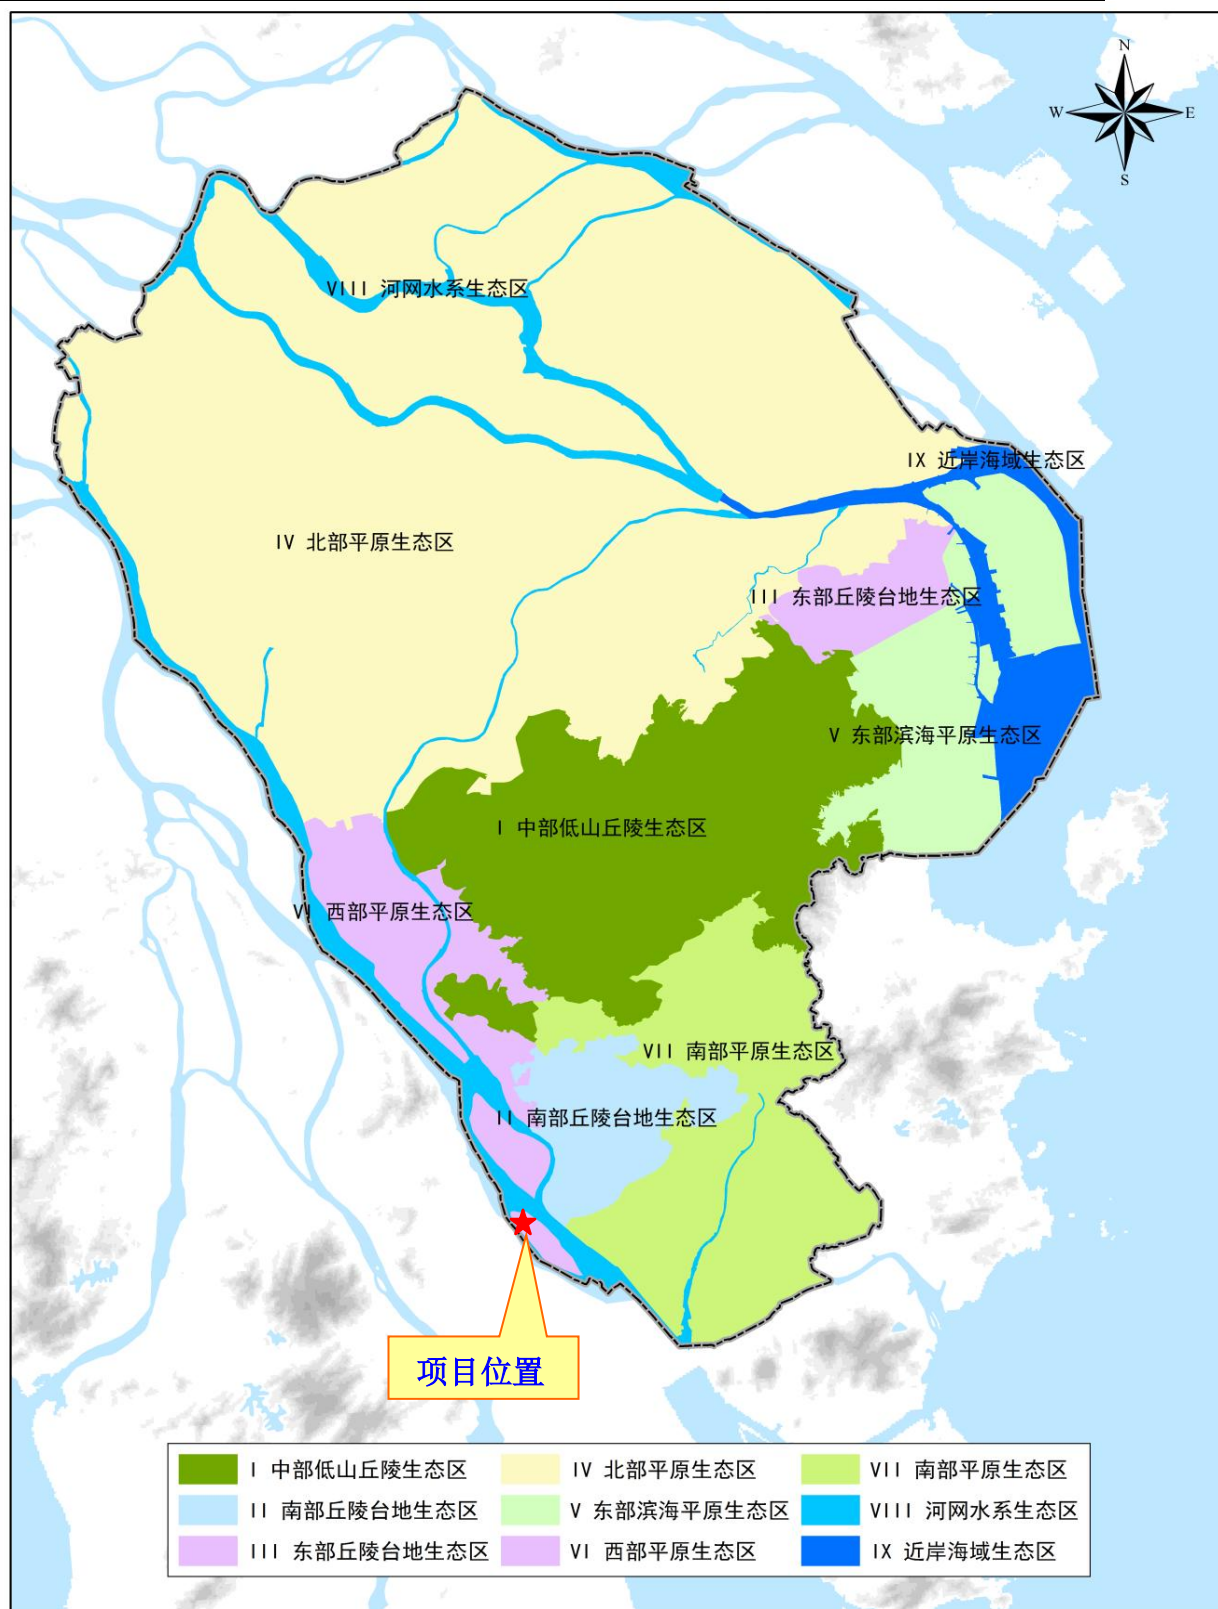 N
W
E
S
VIII 河网水系生态区
IX 近岸海域生态区
IV 北部平原生态区
III 东部丘陵台地生态区
V 东部滨海平原生态区
I 中部低山丘陵生态区
VI 西部平原生态区
VII 南部平原生态区
II 南部丘陵台地生态区
项目位置
I 中部低山丘陵生态区
IV 北部平原生态区
VII 南部平原生态区
II 南部丘陵台地生态区
V 东部滨海平原生态区
VIII 河网水系生态区
III 东部丘陵台地生态区
VI 西部平原生态区
IX 近岸海域生态区